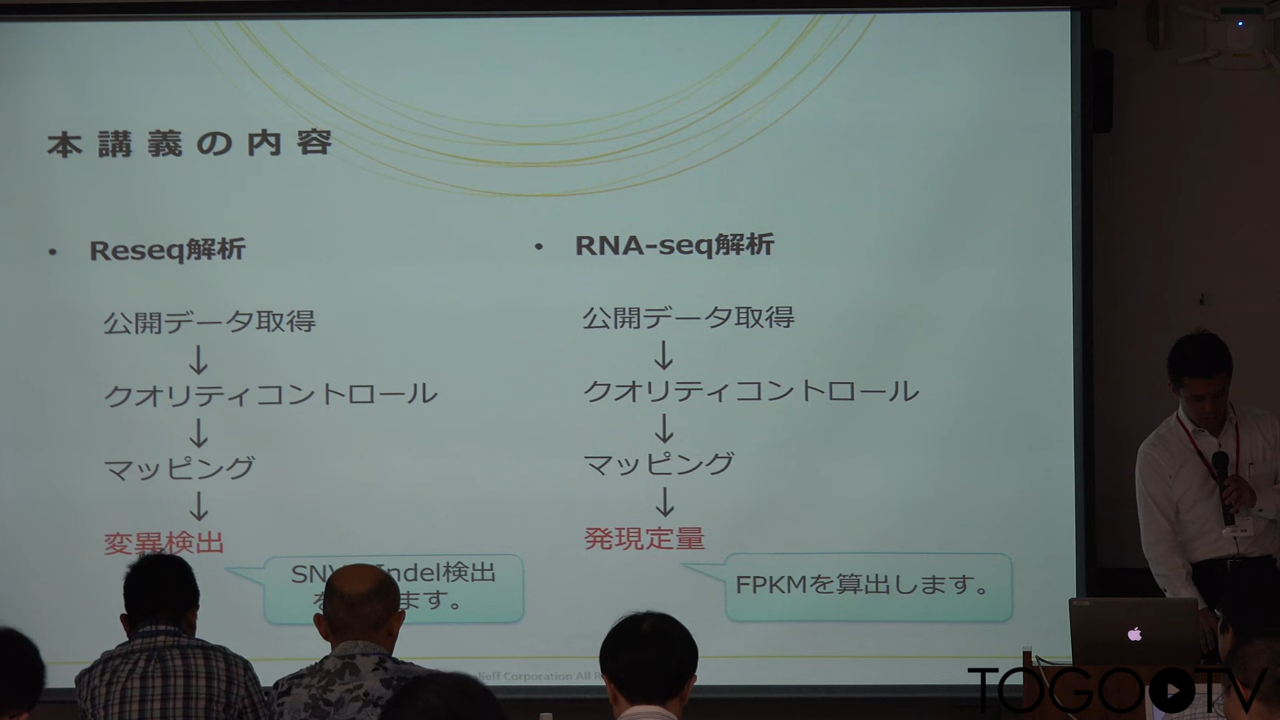 本講義の内容
• Reseq解析
公開データ取得
↓
クオリティコントロール
↓
マッピング
↓
変異検出
SNV Indel検出
ます。
• RNA-seq解析
公開データ取得
↓
クオリティコントロール
↓
マッピング
↓
発現定量
FPKMを算出します。
Corporation All
TOGO TV